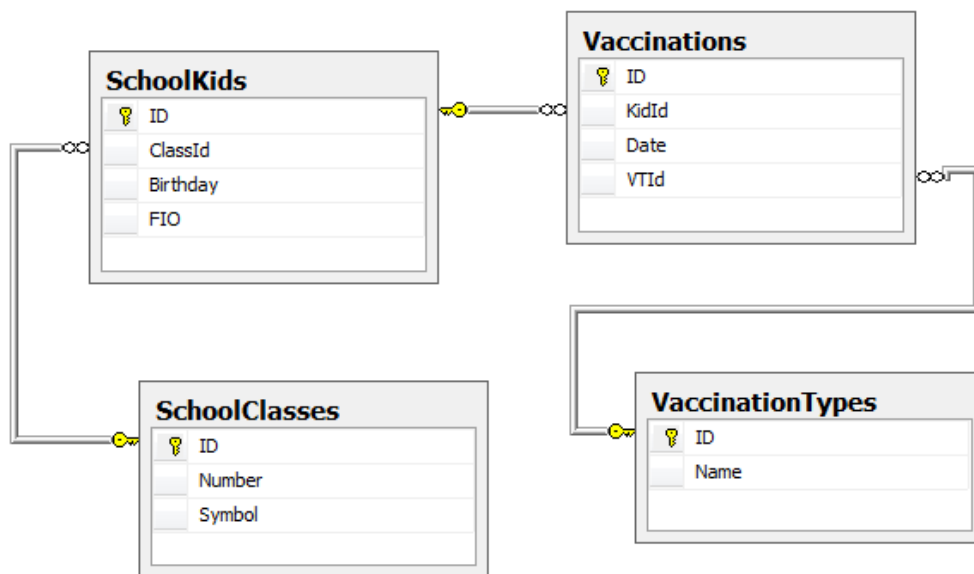 SchoolKids
ID
ClassId
Birthday
FIO
Vaccinations
ID
KidId
Date
VTId
SchoolClasses
ID
Number
Symbol
VaccinationTypes
ID
Name